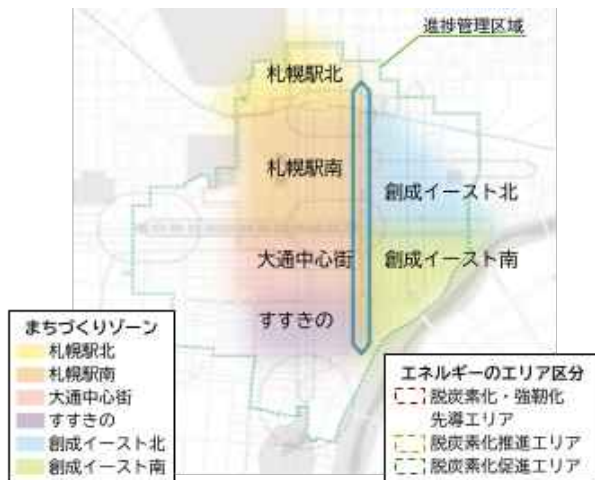 進捗管理区域
札幌駅北
札幌駅南
創成イースト北
大通中心街
創成イースト南
すすきの
まちづくりゾーン
札幌駅北
札幌駅南
大通中心街
すすきの
創成イースト北
創成イースト南
エネルギーのエリア区分
脱炭素化・強靭化
先導エリア
脱炭素化推進エリア
脱炭素化促進エリア